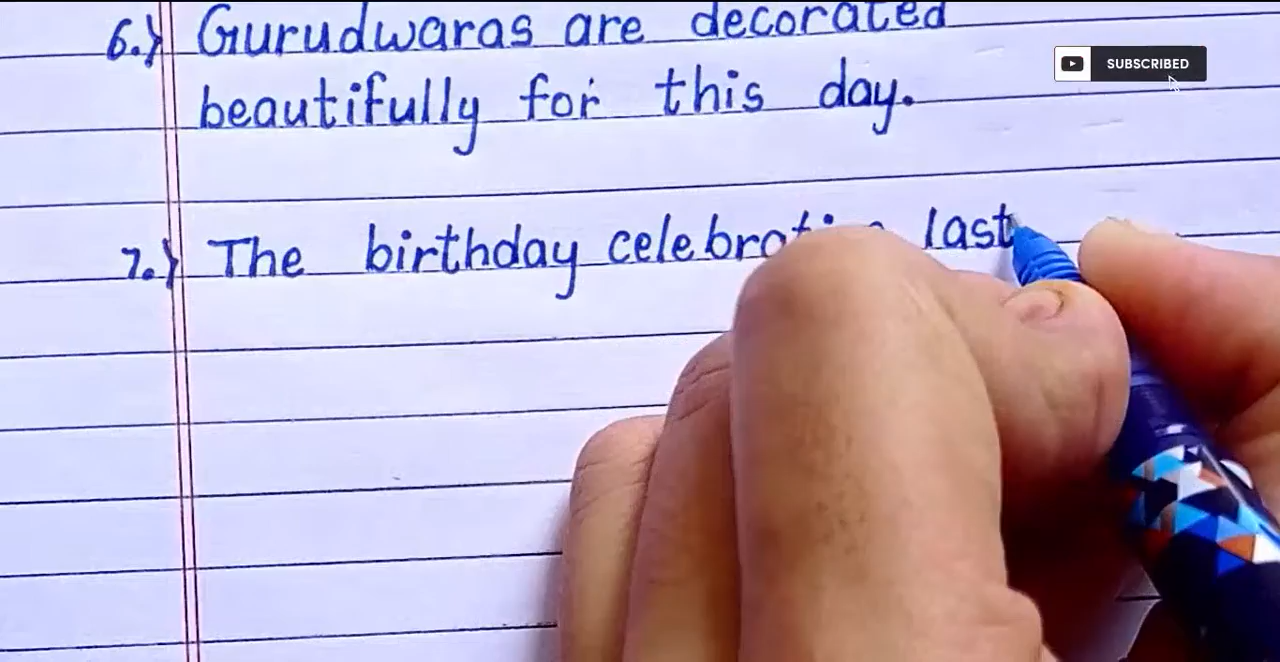 6.) Gurudwaras are decorated
SUBSCRIBED
beautifully for this day.
7.) The birthday last